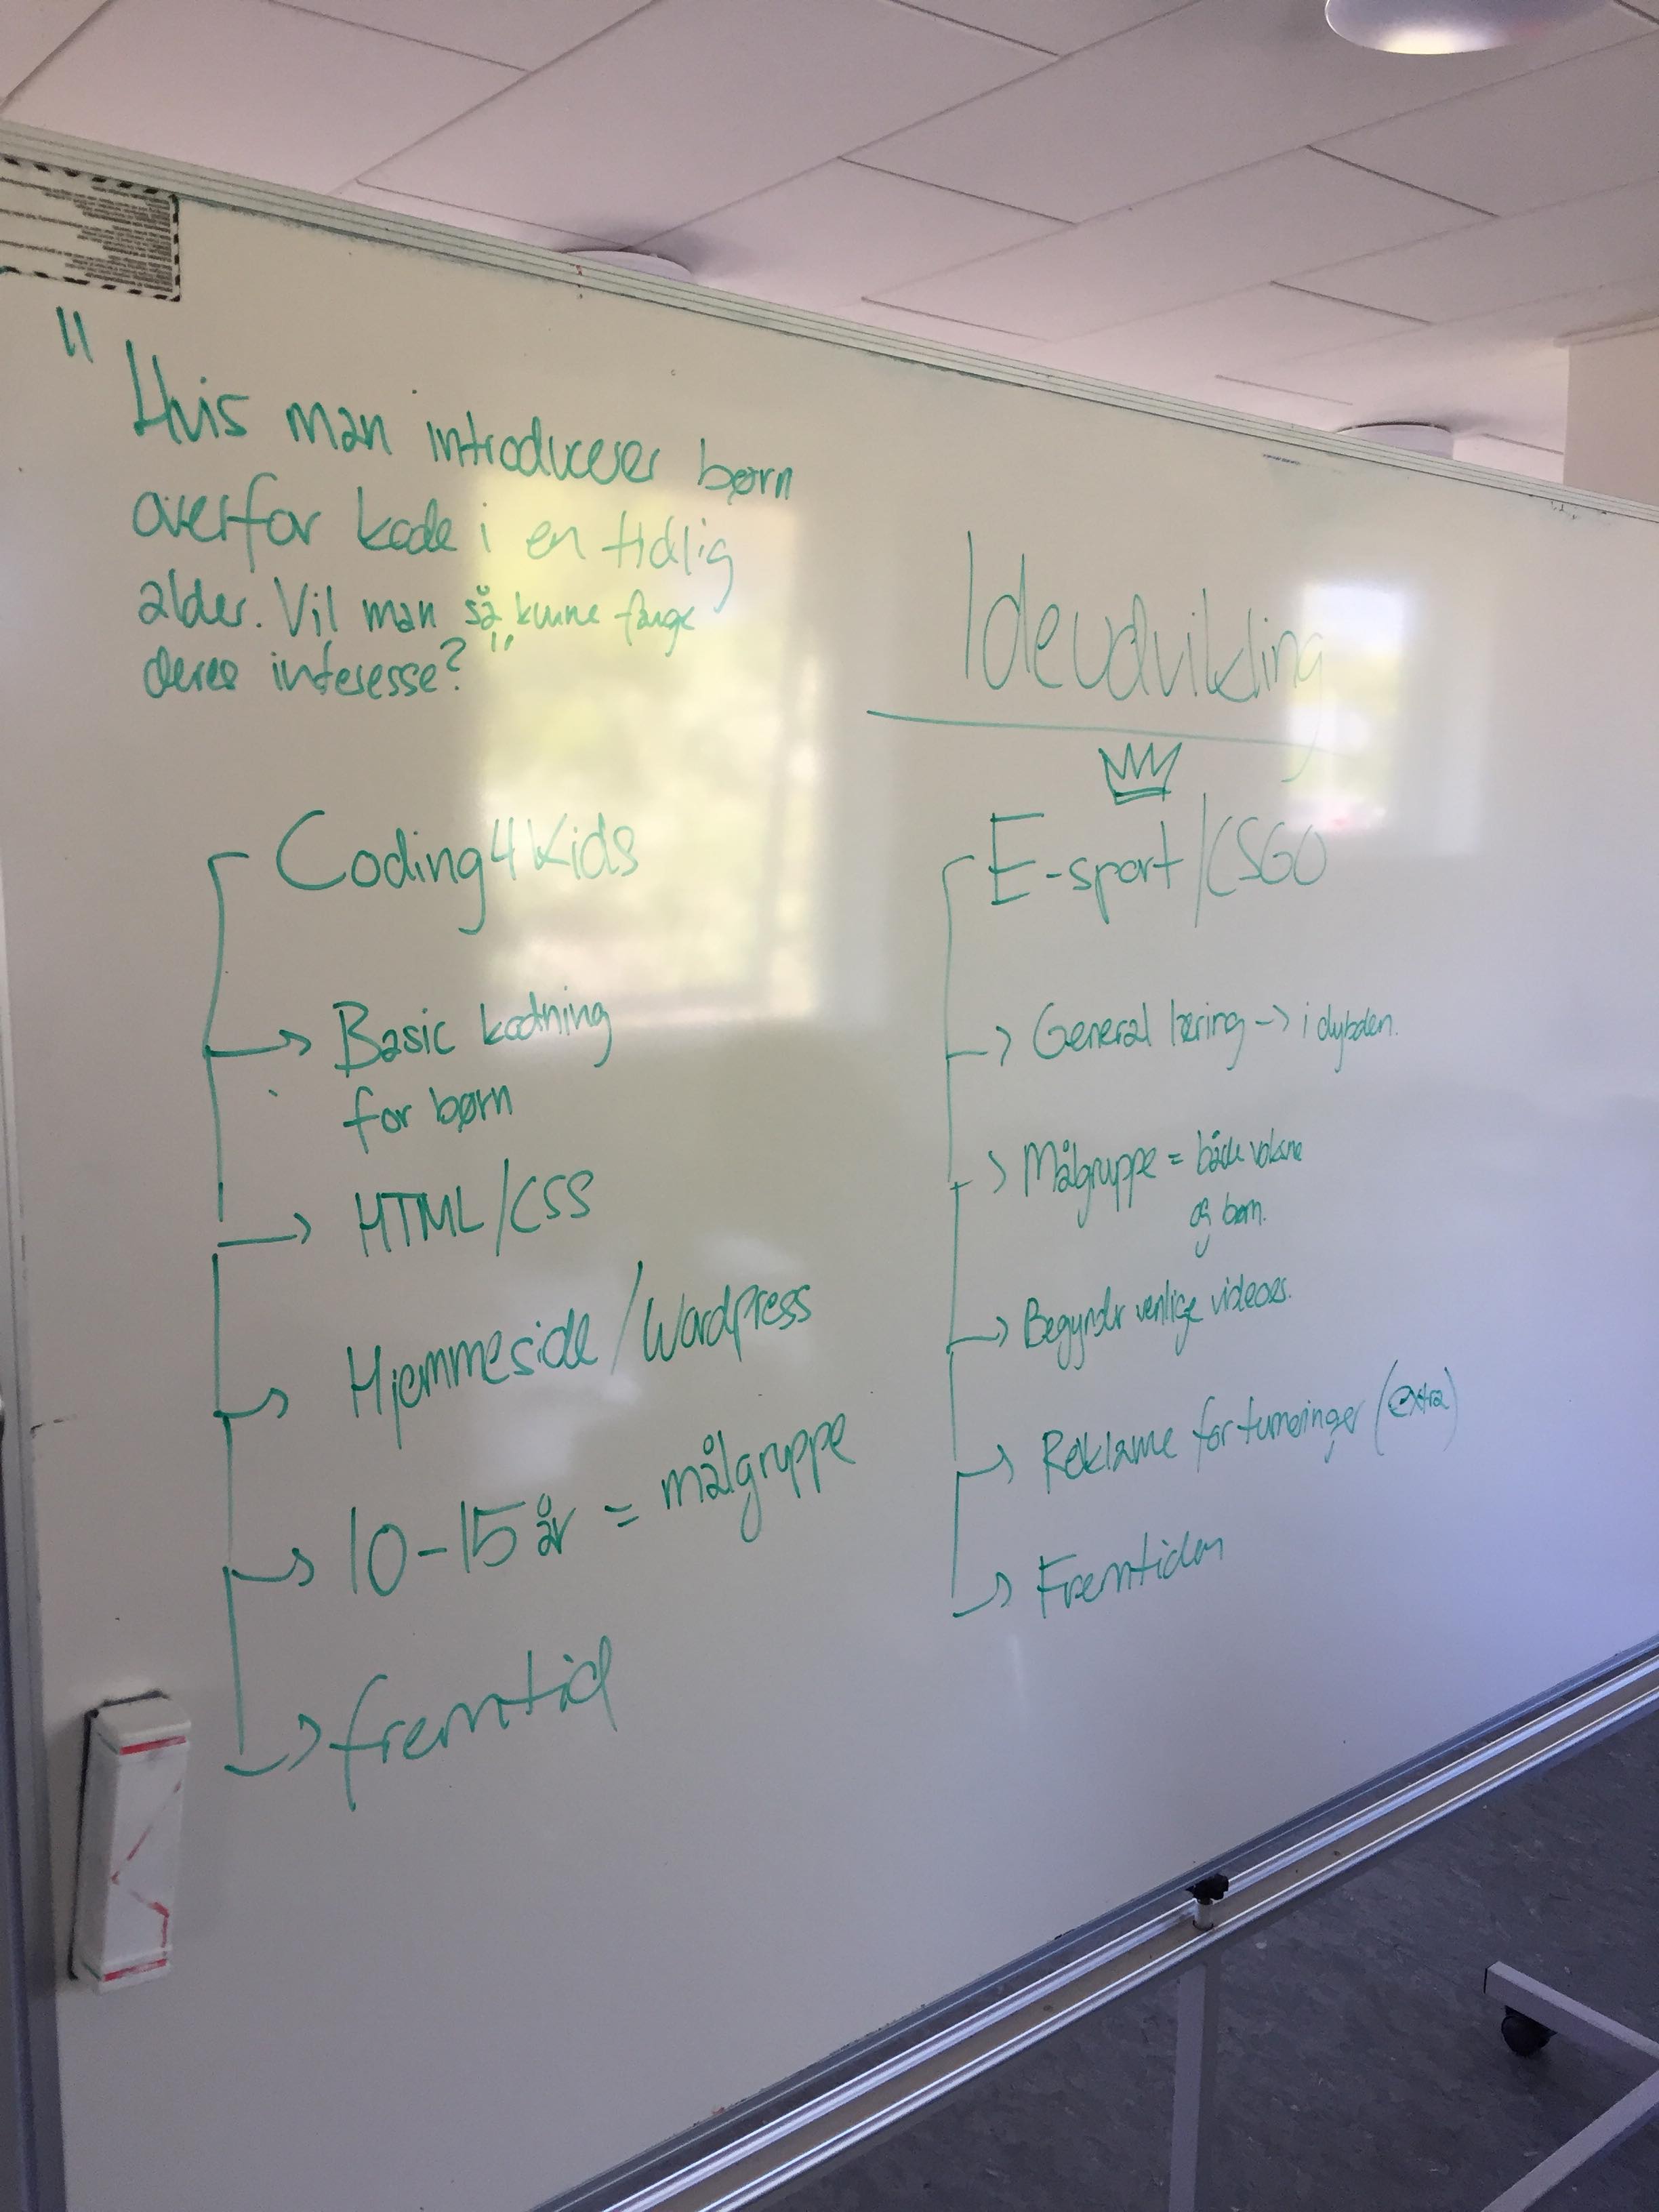 "Hvis man introducerer børn
overfor kode i en tidlig
alder. Vil man så kunne fange
deres interesse?"
Ideudvikling
Coding4Kids
Basic kodning
for børn
HTML/CSS
Hjemmeside/Wordpress
10-15 år = målgruppe
fremtid
E-sport/CSGO
General læring -> i dybden.
Målgruppe = både voksne
og børn.
Begynder venlige videoer.
Reklame for turneringer (extra)
Fremtiden